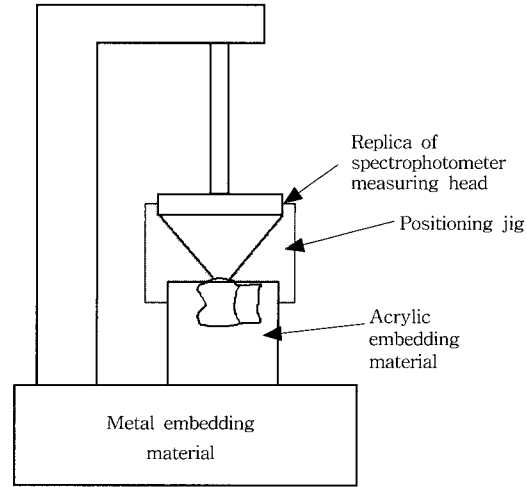 Replica of
spectrophotometer
measuring head
Positioning jig
Acrylic
embedding
material
Metal embedding
material